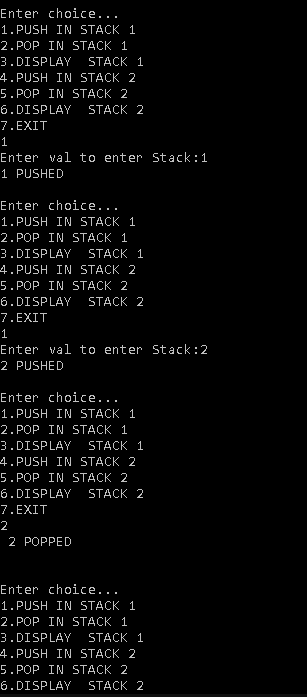 Enter choice...
1.PUSH IN STACK 1
2.POP IN STACK 1
3.DISPLAY  STACK 1
4.PUSH IN STACK 2
5.POP IN STACK 2
6.DISPLAY  STACK 2
7.EXIT
1
Enter val to enter Stack:1
1 PUSHED
Enter choice...
1.PUSH IN STACK 1
2.POP IN STACK 1
3.DISPLAY  STACK 1
4.PUSH IN STACK 2
5.POP IN STACK 2
6.DISPLAY  STACK 2
7.EXIT
1
Enter val to enter Stack:2
2 PUSHED
Enter choice...
1.PUSH IN STACK 1
2.POP IN STACK 1
3.DISPLAY  STACK 1
4.PUSH IN STACK 2
5.POP IN STACK 2
6.DISPLAY  STACK 2
7.EXIT
2
 2 POPPED
Enter choice...
1.PUSH IN STACK 1
2.POP IN STACK 1
3.DISPLAY  STACK 1
4.PUSH IN STACK 2
5.POP IN STACK 2
6.DISPLAY  STACK 2